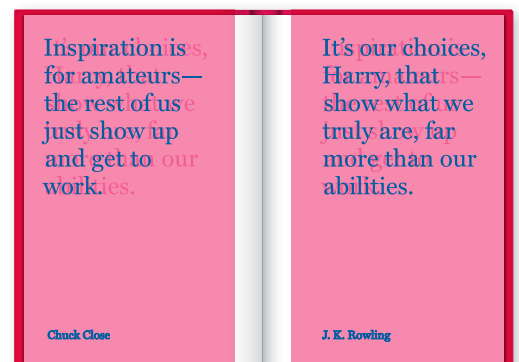 Inspiration is
for amateurs—
the rest of us
just show up
and get to
work.
Chuck Close
It's our choices,
Harry, that
show what we
truly are, far
more than our
abilities.
J. K. Rowling